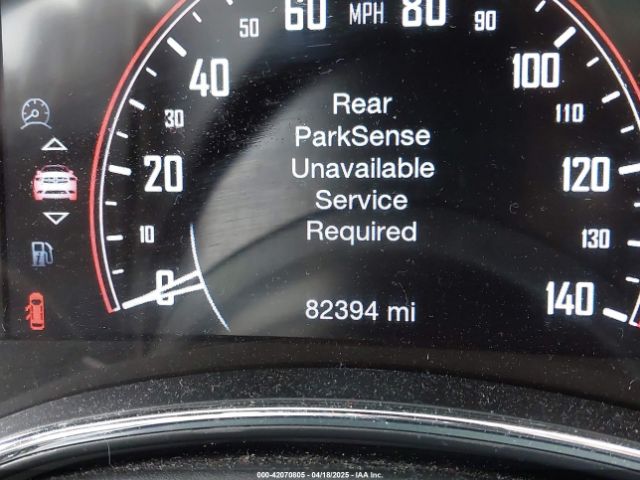 60 MPH 80
50 90
40 100
30 110
Rear
ParkSense
Unavailable
Service
Required
20 120
10 130
0 140
82394 mi
000-42070805 - 04/18/2025 - IAA Inc.